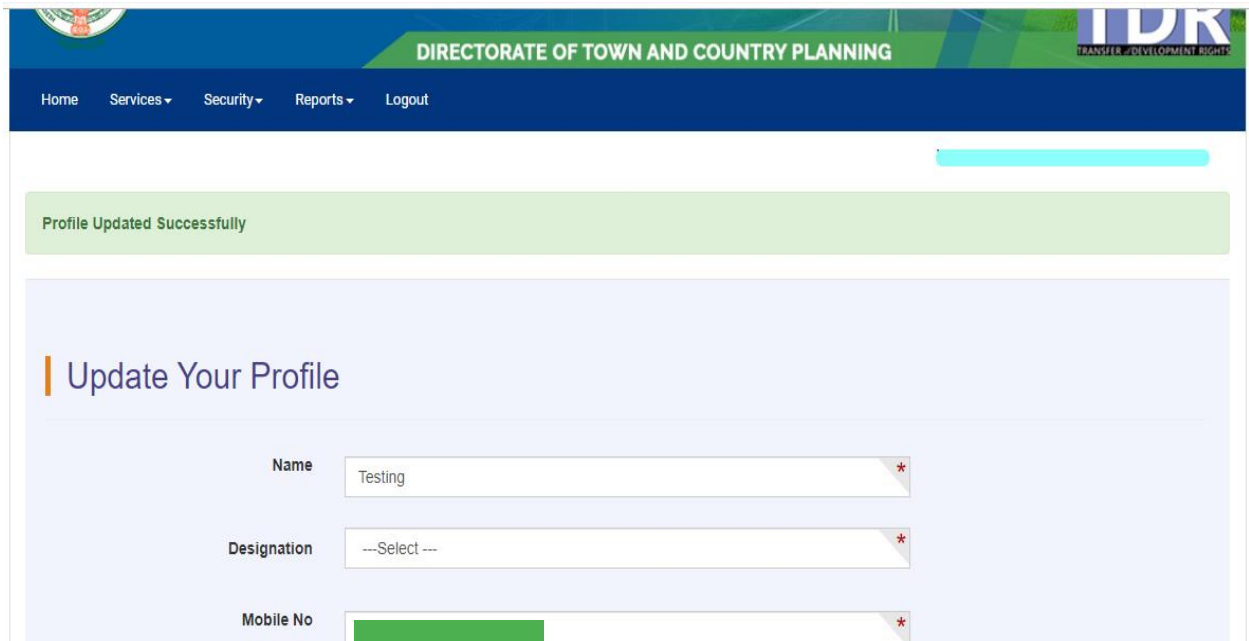 TDR
DIRECTORATE OF TOWN AND COUNTRY PLANNING
TRANSFER of DEVELOPMENT RIGHTS
Home Services Security Reports Logout
Profile Updated Successfully
Update Your Profile
Name Testing *
Designation ---Select --- *
Mobile No *